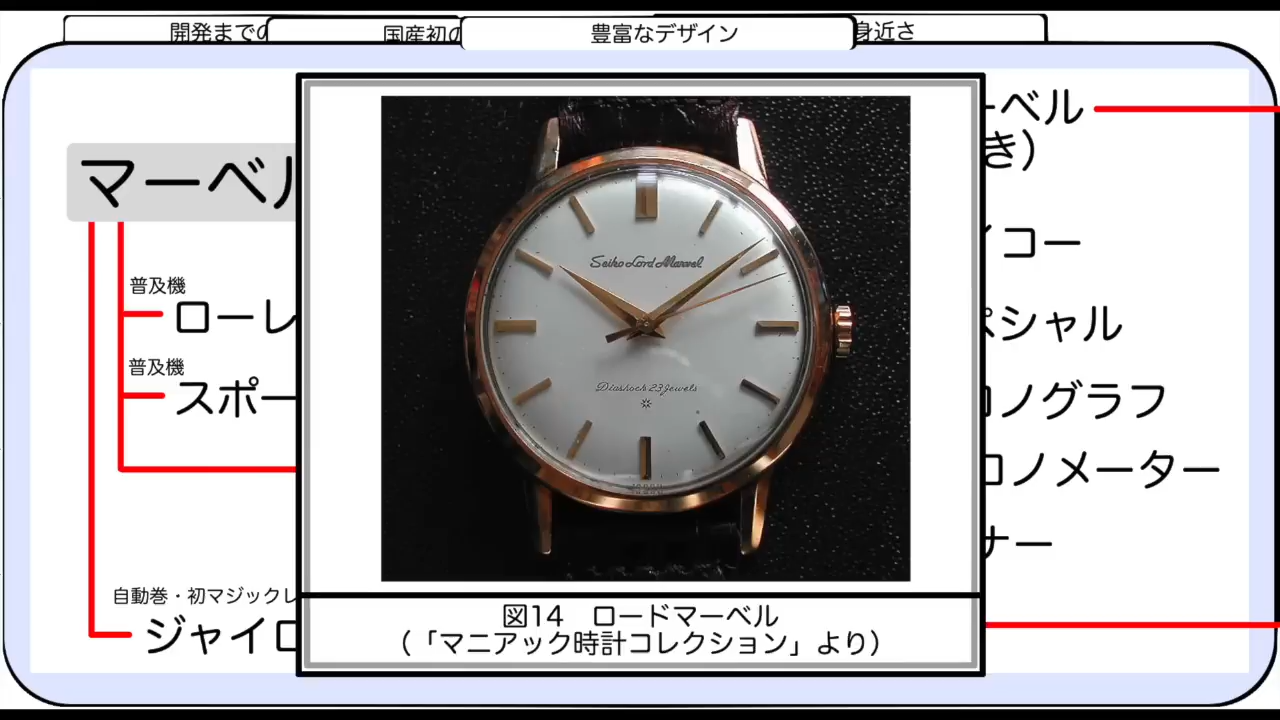 開発までの
国産初の
豊富なデザイン
身近さ
マーベル
普及機
ローレ
普及機
スポー
自動巻・初マジックレ
ジャイロ
ーベル
き）
イコー
ペシャル
ロノグラフ
ロノメーター
ナー
Seiko Lord Marvel
Diashock 23 Jewels
図14　ロードマーベル
（「マニアック時計コレクション」より）